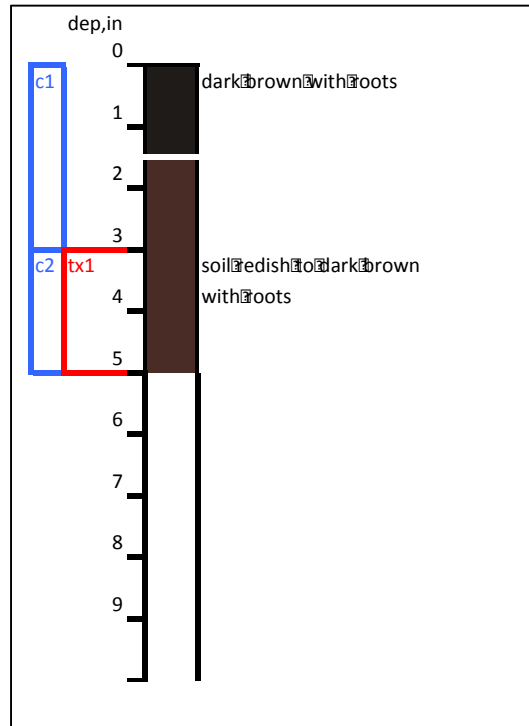 dep,in
0
c1
dark�brown�with�roots
1
2
3
c2
tx1
soil�redish�to�dark�brown
with�roots
4
5
6
7
8
9